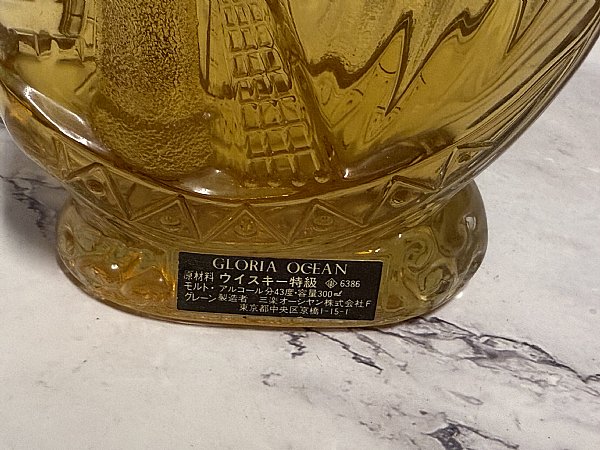 GLORIA OCEAN
原材料 ウイスキー特級 6386
モルト・ アルコール分43度・容量300㎖
グレーン 製造者 三楽オーシャン株式会社F
東京都中央区京橋1-15-1